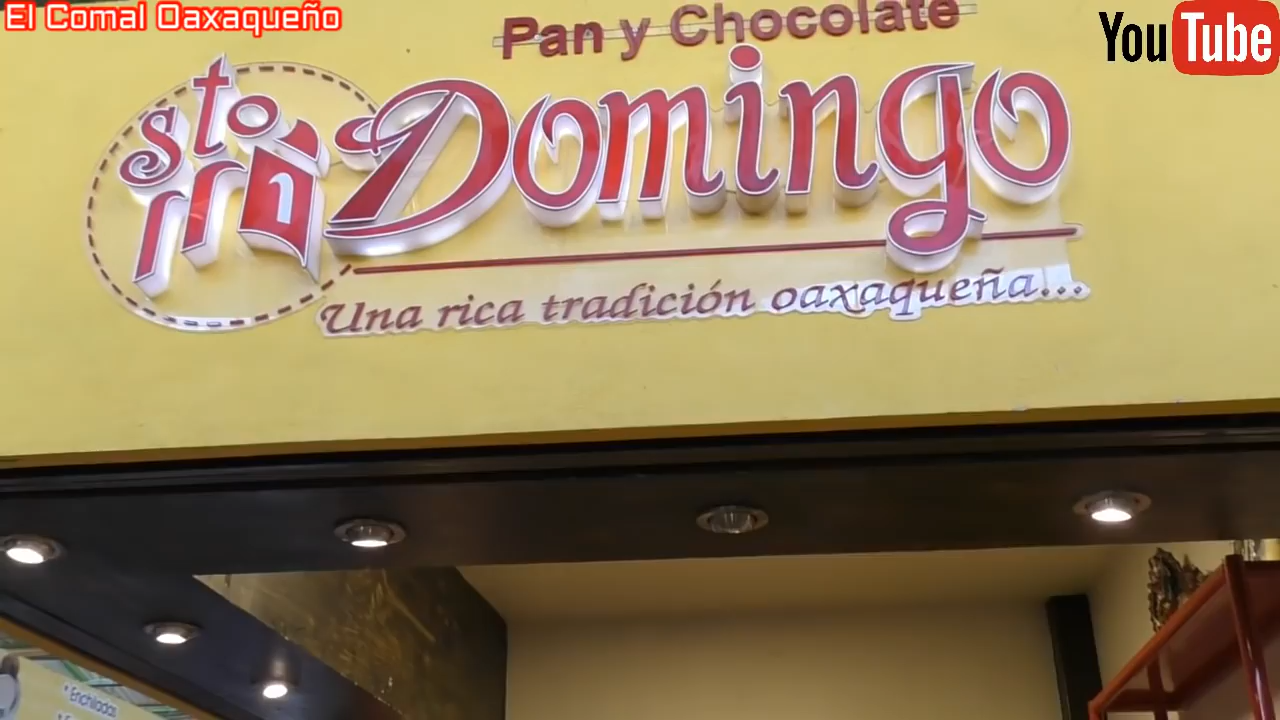 El Comal Oaxaqueño
YouTube
Pan y Chocolate
Sto Domingo
Una rica tradición oaxaqueña...
* Enchiladas